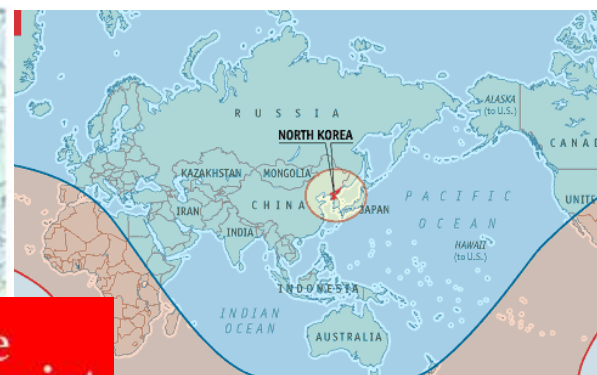 ALASKA
(to U.S.)
RUSSIA
NORTH KOREA
CANAD
KAZAKHSTAN
MONGOLIA
UNITE
IRAN
CHINA
JAPAN
PACIFIC
OCEAN
INDIA
HAWAII
(to U.S.)
INDONESIA
INDIAN
OCEAN
AUSTRALIA
e